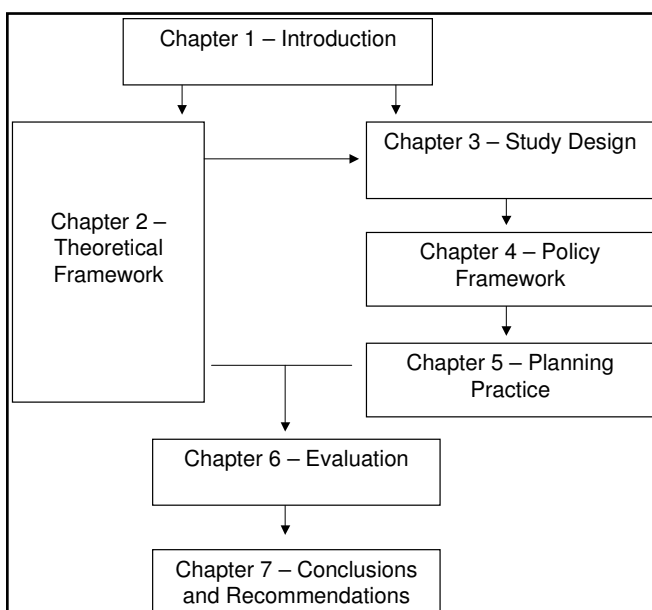 Chapter 1 – Introduction
Chapter 2 –
Theoretical
Framework
Chapter 3 – Study Design
Chapter 4 – Policy
Framework
Chapter 5 – Planning
Practice
Chapter 6 – Evaluation
Chapter 7 – Conclusions
and Recommendations